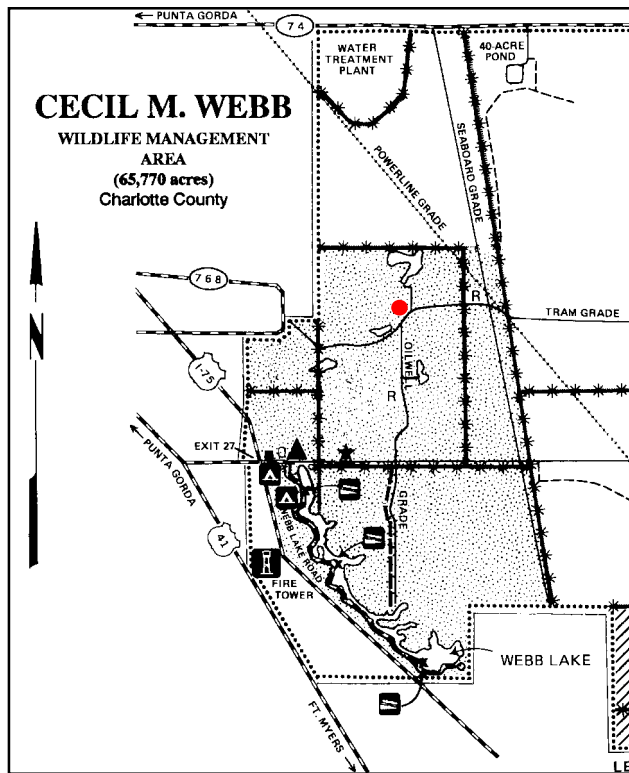 PUNTA GORDA
74
WATER
TREATMENT
PLANT
40-ACRE
POND
CECIL M. WEBB
WILDLIFE MANAGEMENT
AREA
(65,770 acres)
Charlotte County
POWERLINE GRADE
SEABOARD GRADE
768
N
R
TRAM GRADE
I-75
OILWELL
R
GRADE
EXIT 27
PUNTA GORDA
41
WEBB LAKE ROAD
FIRE
TOWER
WEBB LAKE
FT. MYERS
LE